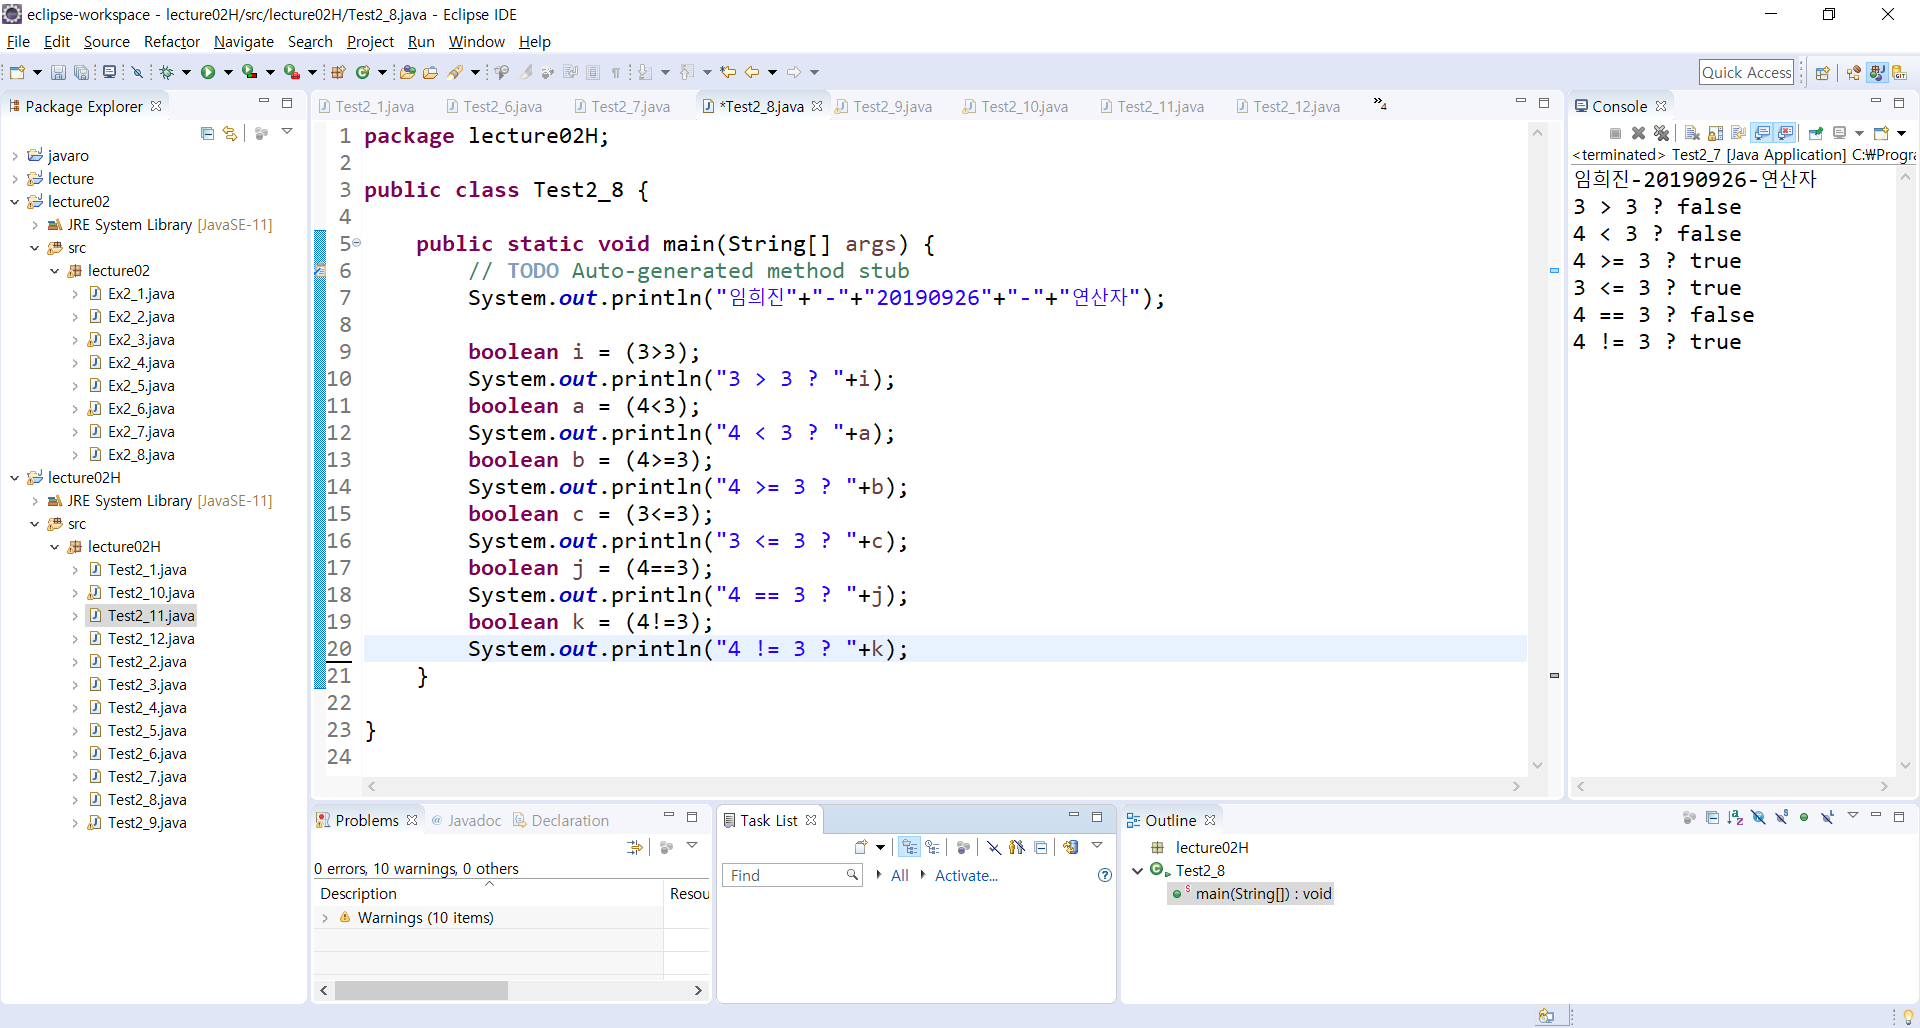 eclipse-workspace - lecture02H/src/lecture02H/Test2_8.java - Eclipse IDE
File Edit Source Refactor Navigate Search Project Run Window Help
Quick Access
Package Explorer
javaro
lecture
lecture02
JRE System Library [JavaSE-11]
src
lecture02
Ex2_1.java
Ex2_2.java
Ex2_3.java
Ex2_4.java
Ex2_5.java
Ex2_6.java
Ex2_7.java
Ex2_8.java
lecture02H
JRE System Library [JavaSE-11]
src
lecture02H
Test2_1.java
Test2_10.java
Test2_11.java
Test2_12.java
Test2_2.java
Test2_3.java
Test2_4.java
Test2_5.java
Test2_6.java
Test2_7.java
Test2_8.java
Test2_9.java
Test2_1.java Test2_6.java Test2_7.java *Test2_8.java Test2_9.java Test2_10.java Test2_11.java Test2_12.java »4
1 package lecture02H;
2
3 public class Test2_8 {
4
5 public static void main(String[] args) {
6 // TODO Auto-generated method stub
7 System.out.println("임희진"+"-"+"20190926"+"-"+"연산자");
8
9 boolean i = (3>3);
10 System.out.println("3 > 3 ? "+i);
11 boolean a = (4<3);
12 System.out.println("4 < 3 ? "+a);
13 boolean b = (4>=3);
14 System.out.println("4 >= 3 ? "+b);
15 boolean c = (3<=3);
16 System.out.println("3 <= 3 ? "+c);
17 boolean j = (4==3);
18 System.out.println("4 == 3 ? "+j);
19 boolean k = (4!=3);
20 System.out.println("4 != 3 ? "+k);
21 }
22
23 }
24
Console
<terminated> Test2_7 [Java Application] C:₩Progra
임희진-20190926-연산자
3 > 3 ? false
4 < 3 ? false
4 >= 3 ? true
3 <= 3 ? true
4 == 3 ? false
4 != 3 ? true
Problems @ Javadoc Declaration
0 errors, 10 warnings, 0 others
Description Resou
Warnings (10 items)
Task List
Find All Activate...
Outline
lecture02H
Test2_8
main(String[]) : void